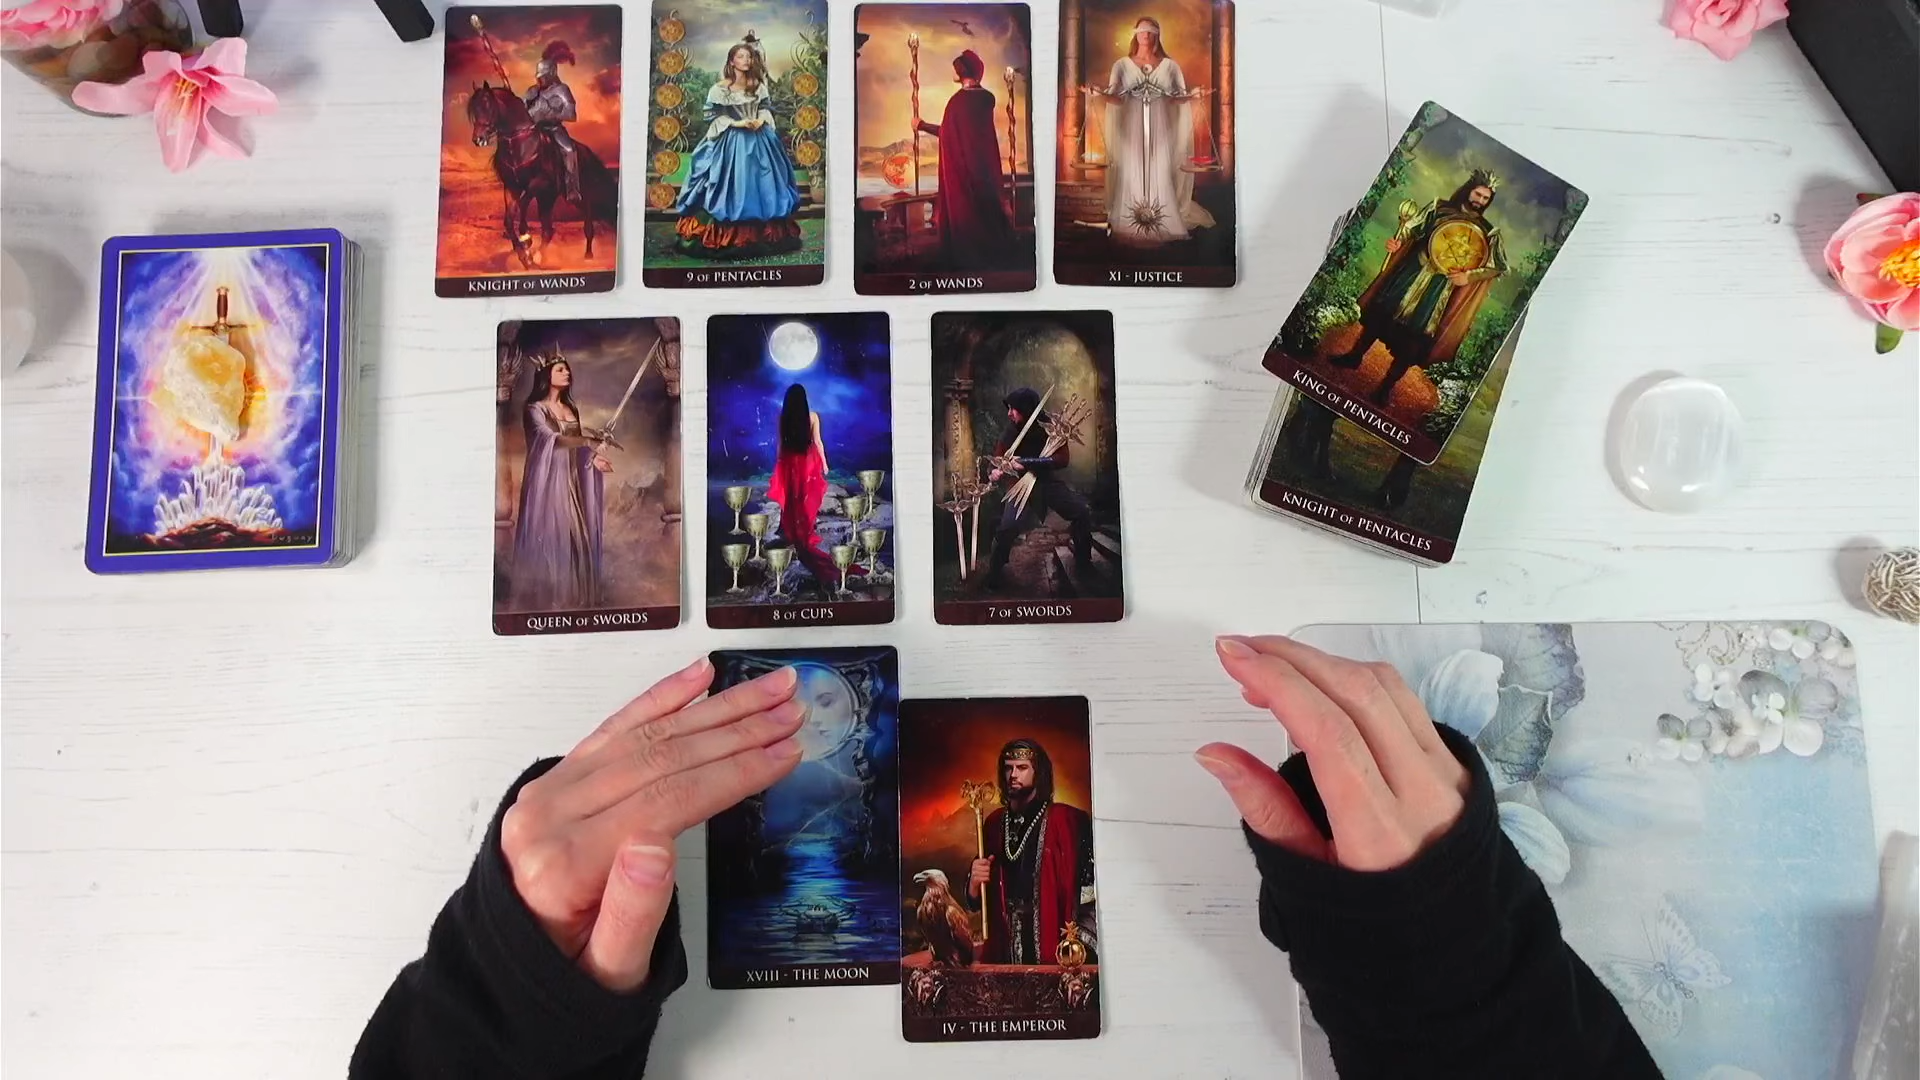 KNIGHT OF WANDS
9 OF PENTACLES
2 OF WANDS
XI - JUSTICE
KING OF PENTACLES
KNIGHT OF PENTACLES
QUEEN OF SWORDS
8 OF CUPS
7 OF SWORDS
XVIII - THE MOON
IV - THE EMPEROR